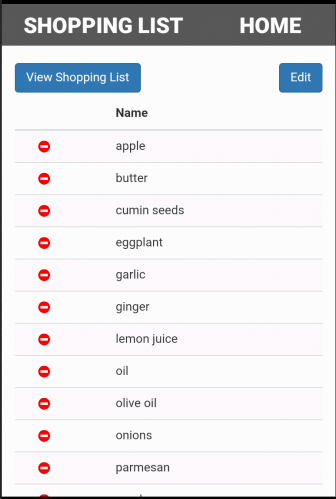 SHOPPING LIST HOME
View Shopping List Edit
Name
apple
butter
cumin seeds
eggplant
garlic
ginger
lemon juice
oil
olive oil
onions
parmesan